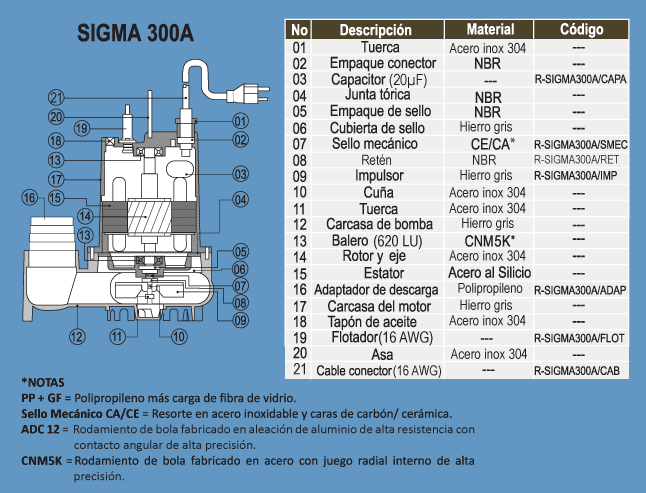 SIGMA 300A
21
20
19
18
13
17
16
15
14
13
12
11
10
01
02
03
04
05
06
07
08
09
No Descripción Material Código
01 Tuerca Acero inox 304 ---
02 Empaque conector NBR ---
03 Capacitor (20µF) --- R-SIGMA300A/CAPA
04 Junta tórica NBR ---
05 Empaque de sello NBR ---
06 Cubierta de sello Hierro gris ---
07 Sello mecánico CE/CA* R-SIGMA300A/SMEC
08 Retén NBR R-SIGMA300A/RET
09 Impulsor Hierro gris R-SIGMA300A/IMP
10 Cuña Acero inox 304 ---
11 Tuerca Acero inox 304 ---
12 Carcasa de bomba Hierro gris ---
13 Balero (620 LU) CNM5K* ---
14 Rotor y eje Acero inox 304 ---
15 Estator Acero al Silicio ---
16 Adaptador de descarga Polipropileno R-SIGMA300A/ADAP
17 Carcasa del motor Hierro gris ---
18 Tapón de aceite Acero inox 304 ---
19 Flotador(16 AWG) --- R-SIGMA300A/FLOT
20 Asa Acero inox 304 ---
21 Cable conector(16 AWG) --- R-SIGMA300A/CAB
*NOTAS
PP + GF = Polipropileno más carga de fibra de vidrio.
Sello Mecánico CA/CE = Resorte en acero inoxidable y caras de carbón/ cerámica.
ADC 12 = Rodamiento de bola fabricado en aleación de aluminio de alta resistencia con
contacto angular de alta precisión.
CNM5K = Rodamiento de bola fabricado en acero con juego radial interno de alta
precisión.